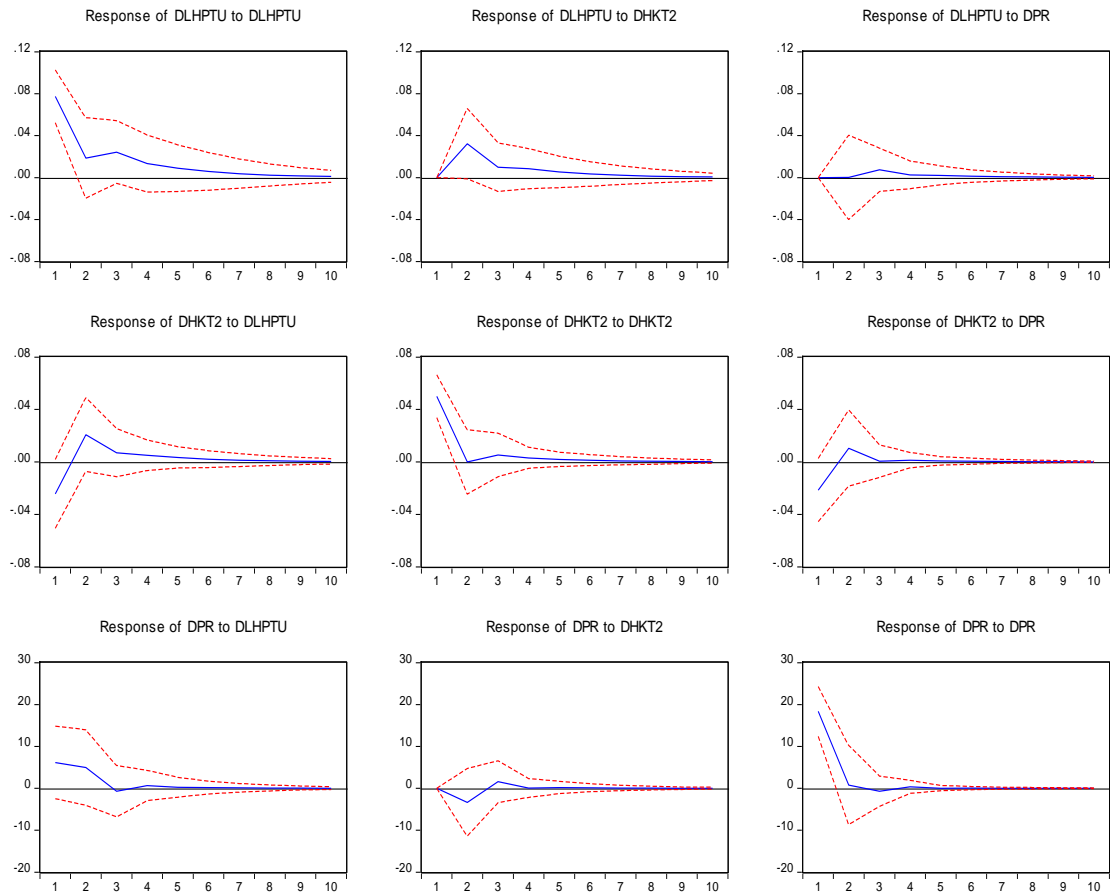 Response of DLHPTU to DLHPTU
.12
.08
.04
.00
-.04
-.08
1 2 3 4 5 6 7 8 9 10
Response of DLHPTU to DHKT2
.12
.08
.04
.00
-.04
-.08
1 2 3 4 5 6 7 8 9 10
Response of DLHPTU to DPR
.12
.08
.04
.00
-.04
-.08
1 2 3 4 5 6 7 8 9 10
Response of DHKT2 to DLHPTU
.08
.04
.00
-.04
-.08
1 2 3 4 5 6 7 8 9 10
Response of DHKT2 to DHKT2
.08
.04
.00
-.04
-.08
1 2 3 4 5 6 7 8 9 10
Response of DHKT2 to DPR
.08
.04
.00
-.04
-.08
1 2 3 4 5 6 7 8 9 10
Response of DPR to DLHPTU
30
20
10
0
-10
-20
1 2 3 4 5 6 7 8 9 10
Response of DPR to DHKT2
30
20
10
0
-10
-20
1 2 3 4 5 6 7 8 9 10
Response of DPR to DPR
30
20
10
0
-10
-20
1 2 3 4 5 6 7 8 9 10